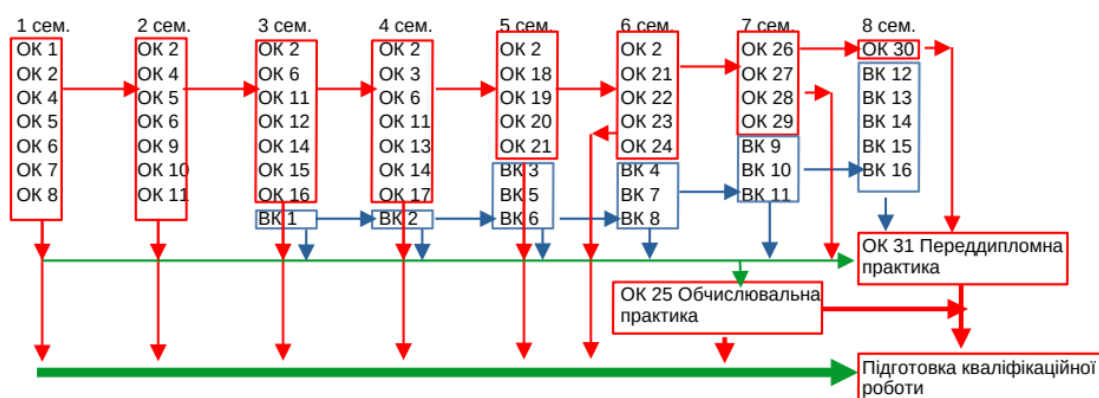 1 сем.
ОК 1
ОК 2
ОК 4
ОК 5
ОК 6
ОК 7
ОК 8
2 сем.
ОК 2
ОК 4
ОК 5
ОК 6
ОК 9
ОК 10
ОК 11
3 сем.
ОК 2
ОК 6
ОК 11
ОК 12
ОК 14
ОК 15
ОК 16
ВК 1
4 сем.
ОК 2
ОК 3
ОК 6
ОК 11
ОК 13
ОК 14
ОК 17
ВК 2
5 сем.
ОК 2
ОК 18
ОК 19
ОК 20
ОК 21
ВК 3
ВК 5
ВК 6
6 сем.
ОК 2
ОК 21
ОК 22
ОК 23
ОК 24
ВК 4
ВК 7
ВК 8
7 сем.
ОК 26
ОК 27
ОК 28
ОК 29
ВК 9
ВК 10
ВК 11
8 сем.
ОК 30
ВК 12
ВК 13
ВК 14
ВК 15
ВК 16
ОК 31 Переддипломна
практика
ОК 25 Обчислювальна
практика
Підготовка кваліфікаційної
роботи